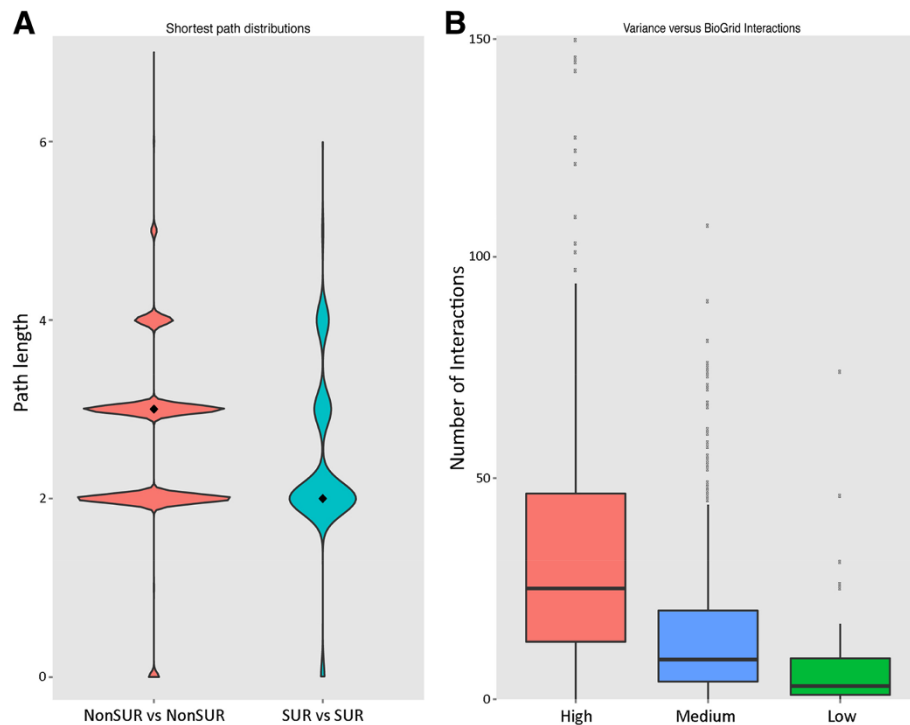 A
Shortest path distributions
Path length
6
4
2
0
NonSUR vs NonSUR
SUR vs SUR
B
Variance versus BioGrid Interactions
Number of Interactions
150
100
50
0
High
Medium
Low